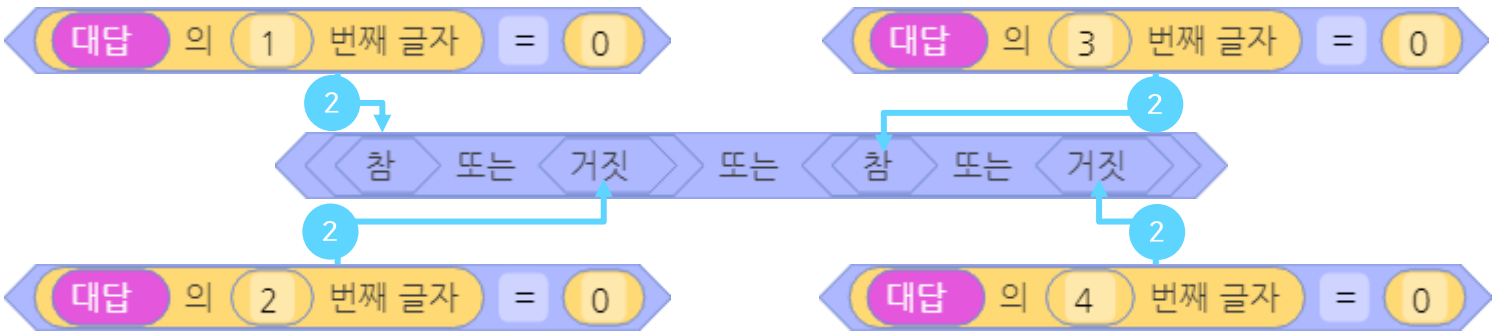 대답 의 1 번째 글자 = 0
대답 의 3 번째 글자 = 0
2
2
참 또는 거짓 또는 참 또는 거짓
2
2
대답 의 2 번째 글자 = 0
대답 의 4 번째 글자 = 0